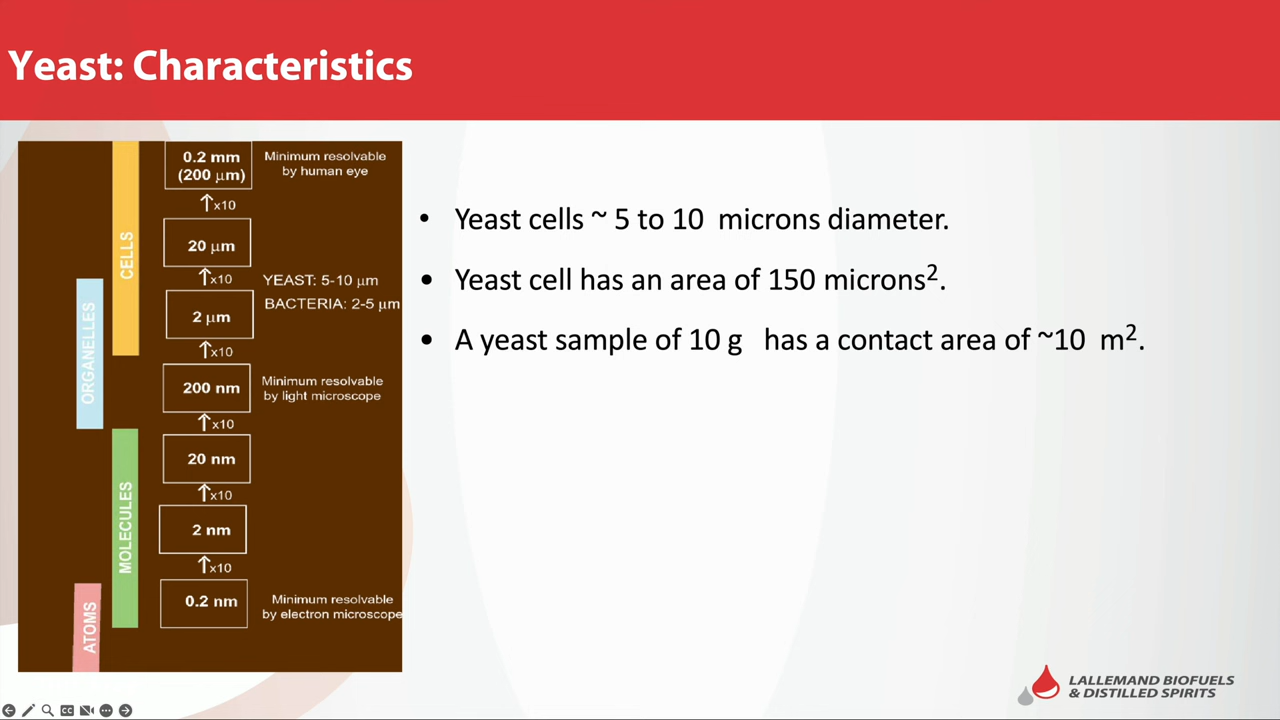 Yeast: Characteristics
0.2 mm
(200 μm)
Minimum resolvable
by human eye
x10
20 μm
x10
YEAST: 5-10 μm
BACTERIA: 2-5 μm
2 μm
x10
200 nm
Minimum resolvable
by light microscope
x10
20 nm
x10
2 nm
x10
0.2 nm
Minimum resolvable
by electron microscope
CELLS
ORGANELLES
MOLECULES
ATOMS
• Yeast cells ~ 5 to 10 microns diameter.
• Yeast cell has an area of 150 microns².
• A yeast sample of 10 g has a contact area of ~10 m².
LALLEMAND BIOFUELS
& DISTILLED SPIRITS
CC